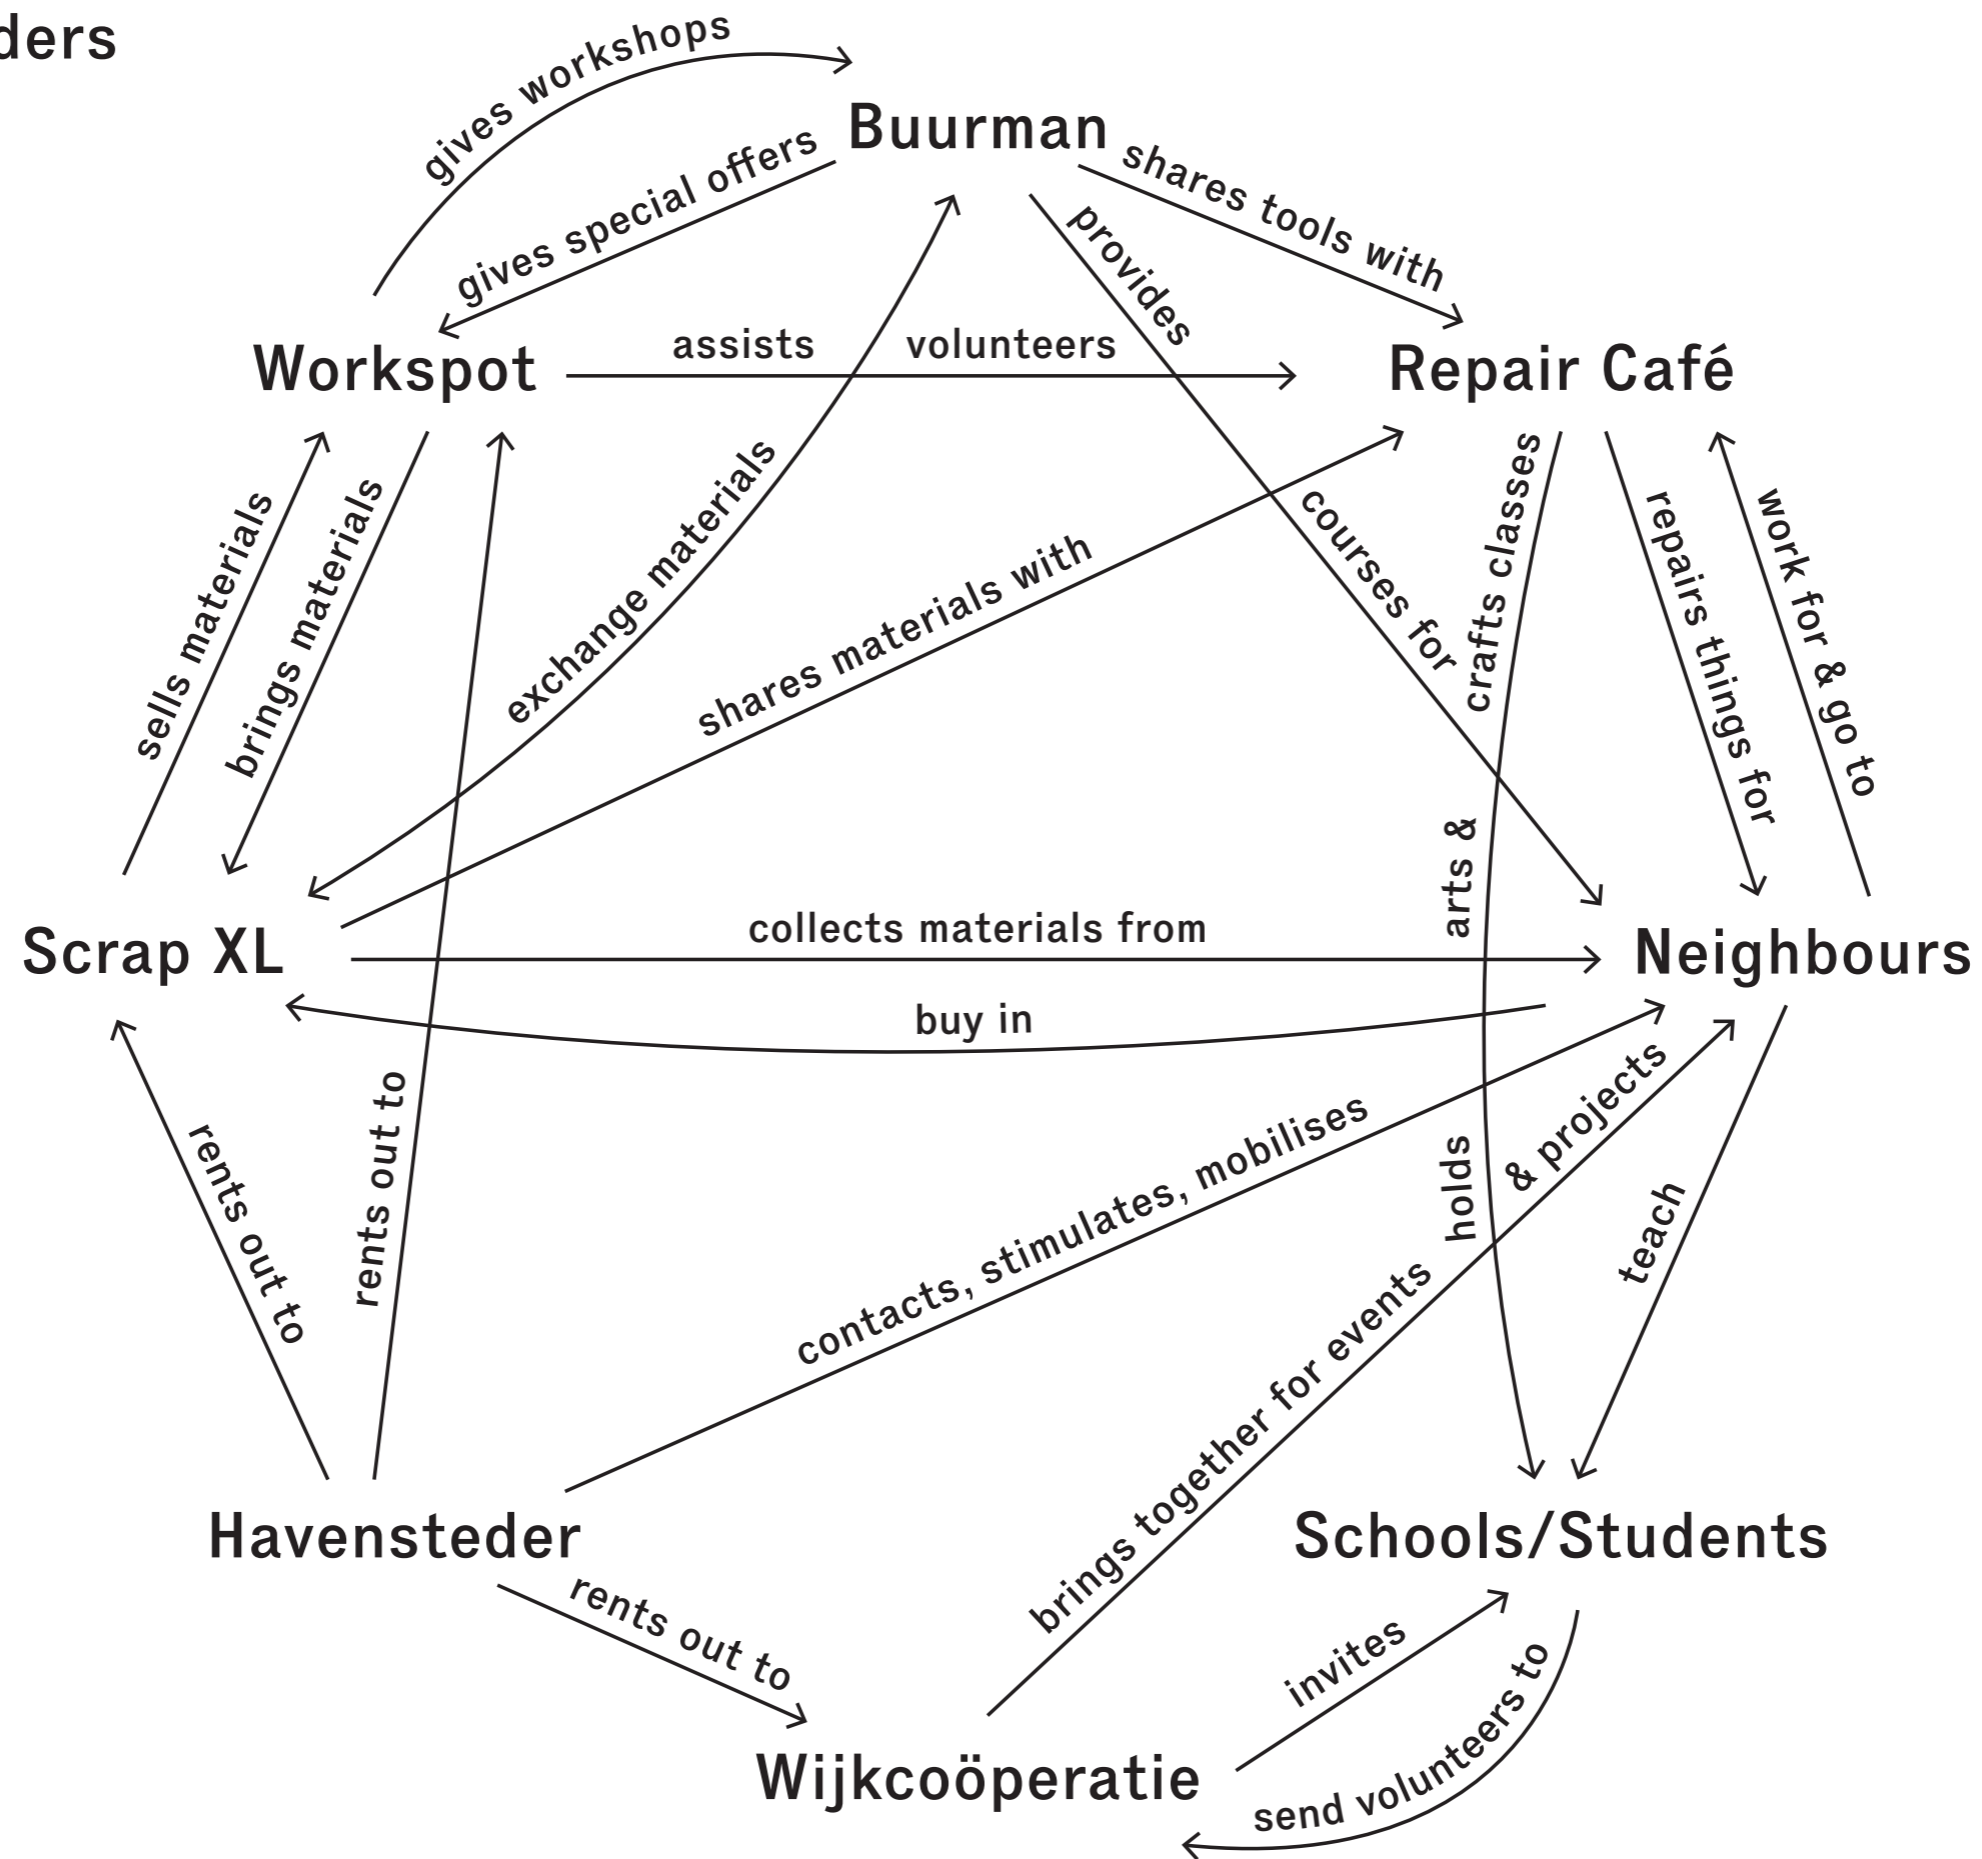 ders
gives workshops
Buurman
gives special offers
shares tools with
provides courses for
Workspot
assists volunteers
Repair Café
sells materials
brings materials
exchange materials
shares materials with
holds arts & crafts classes
repairs things for
work for & go to
Scrap XL
collects materials from
Neighbours
buy in
rents out to
rents out to
contacts, stimulates, mobilises
brings together for events & projects
teach
Havensteder
Schools/Students
rents out to
invites
send volunteers to
Wijkcoöperatie